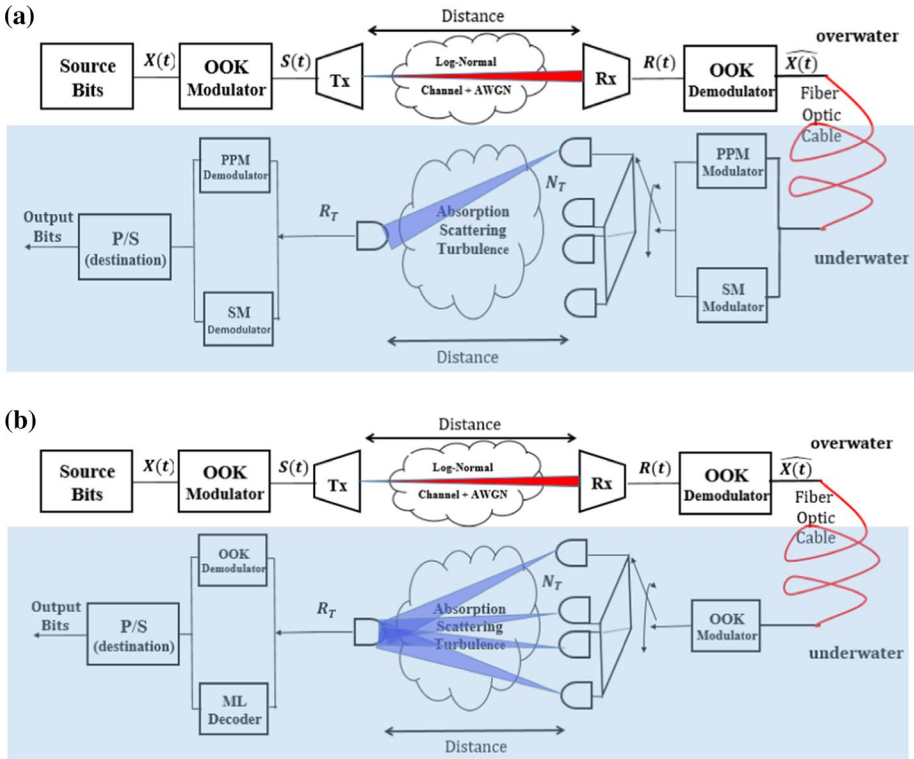 (a)
Distance
overwater
Source
Bits
X(t)
OOK
Modulator
S(t)
Tx
Log-Normal
Channel + AWGN
Rx
R(t)
OOK
Demodulator
X(t)
Fiber
Optic
Cable
PPM
Demodulator
Output
Bits
P/S
(destination)
SM
Demodulator
R_T
Absorption
Scattering
Turbulence
N_T
PPM
Modulator
SM
Modulator
underwater
Distance
(b)
Distance
overwater
Source
Bits
X(t)
OOK
Modulator
S(t)
Tx
Log-Normal
Channel + AWGN
Rx
R(t)
OOK
Demodulator
X(t)
Fiber
Optic
Cable
OOK
Demodulator
Output
Bits
P/S
(destination)
ML
Decoder
R_T
Absorption
Scattering
Turbulence
N_T
OOK
Modulator
underwater
Distance